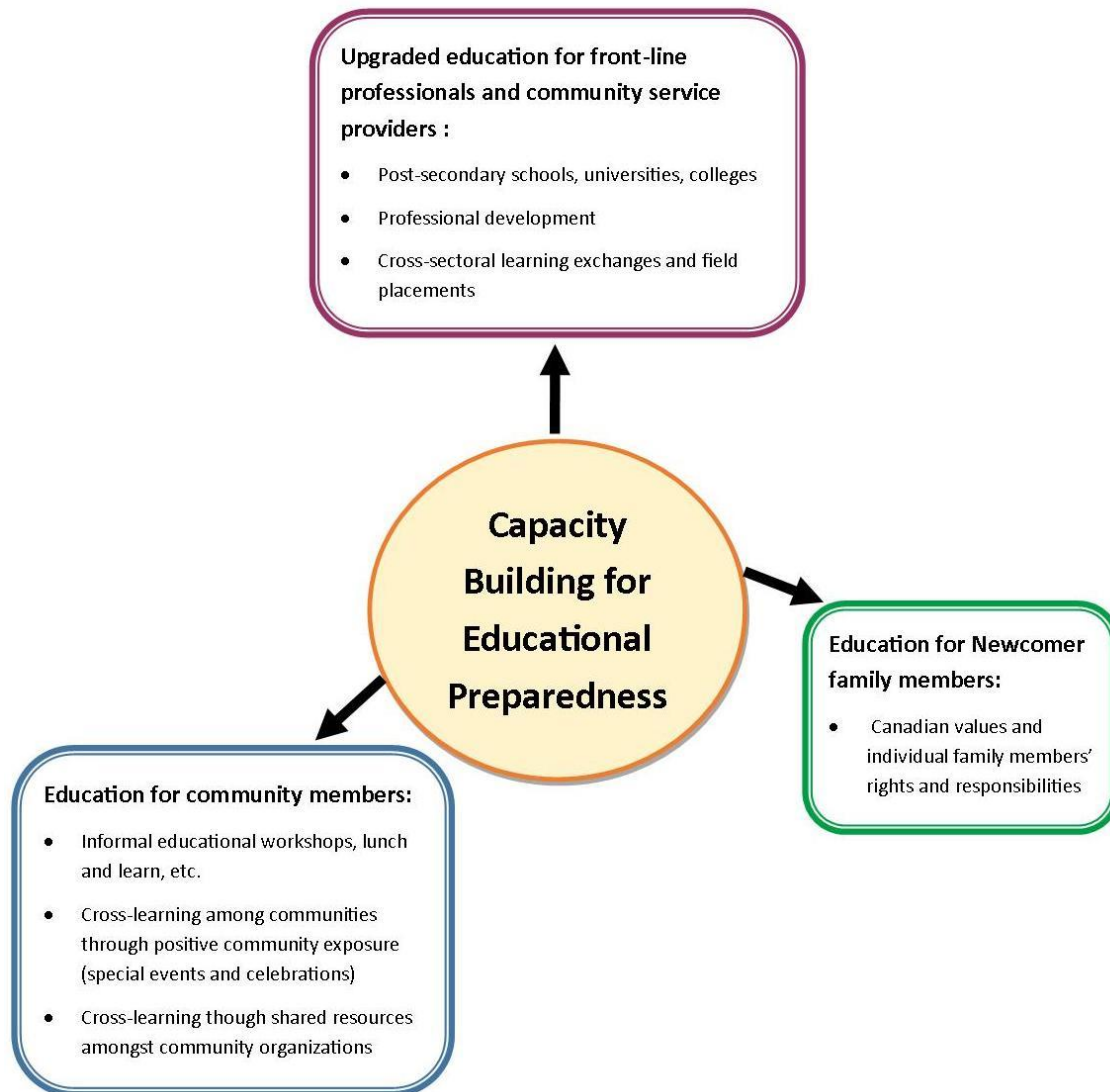 Upgraded education for front-line
professionals and community service
providers :
• Post-secondary schools, universities, colleges
• Professional development
• Cross-sectoral learning exchanges and field
placements
Capacity
Building for
Educational
Preparedness
Education for Newcomer
family members:
• Canadian values and
individual family members’
rights and responsibilities
Education for community members:
• Informal educational workshops, lunch
and learn, etc.
• Cross-learning among communities
through positive community exposure
(special events and celebrations)
• Cross-learning though shared resources
amongst community organizations